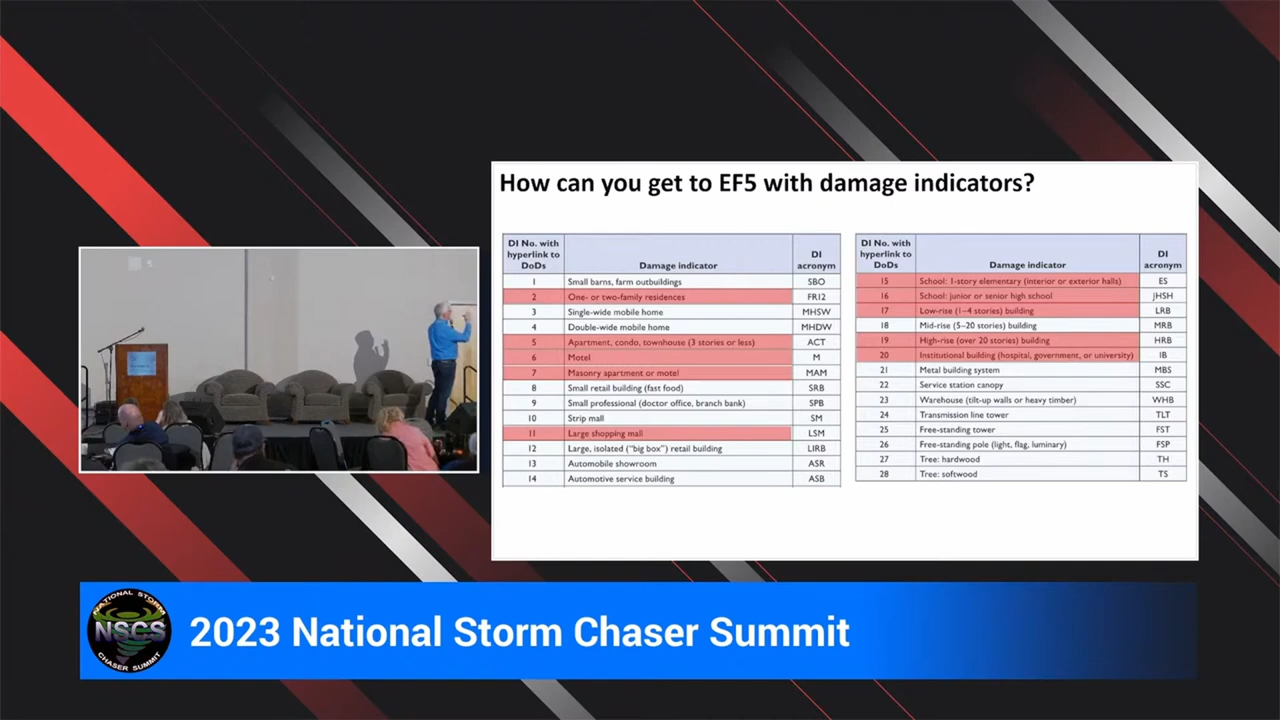 How can you get to EF5 with damage indicators?
DI No. with hyperlink to DoDs Damage indicator DI acronym
1 Small barns, farm outbuildings SBO
2 One- or two-family residences FR12
3 Single-wide mobile home MHSW
4 Double-wide mobile home MHDW
5 Apartment, condo, townhouse (3 stories or less) ACT
6 Motel M
7 Masonry apartment or motel MAM
8 Small retail building (fast food) SRB
9 Small professional (doctor office, branch bank) SPB
10 Strip mall SM
11 Large shopping mall LSM
12 Large, isolated ("big box") retail building LIRB
13 Automobile showroom ASR
14 Automotive service building ASB
DI No. with hyperlink to DoDs Damage indicator DI acronym
15 School: 1-story elementary (interior or exterior halls) ES
16 School: junior or senior high school JHSH
17 Low-rise (1–4 stories) building LRB
18 Mid-rise (5–20 stories) building MRB
19 High-rise (over 20 stories) building HRB
20 Institutional building (hospital, government, or university) IB
21 Metal building system MBS
22 Service station canopy SSC
23 Warehouse (tilt-up walls or heavy timber) WHB
24 Transmission line tower TLT
25 Free-standing tower FST
26 Free-standing pole (light, flag, luminary) FSP
27 Tree: hardwood TH
28 Tree: softwood TS
NATIONAL STORM
NSCS
CHASER SUMMIT
2023 National Storm Chaser Summit